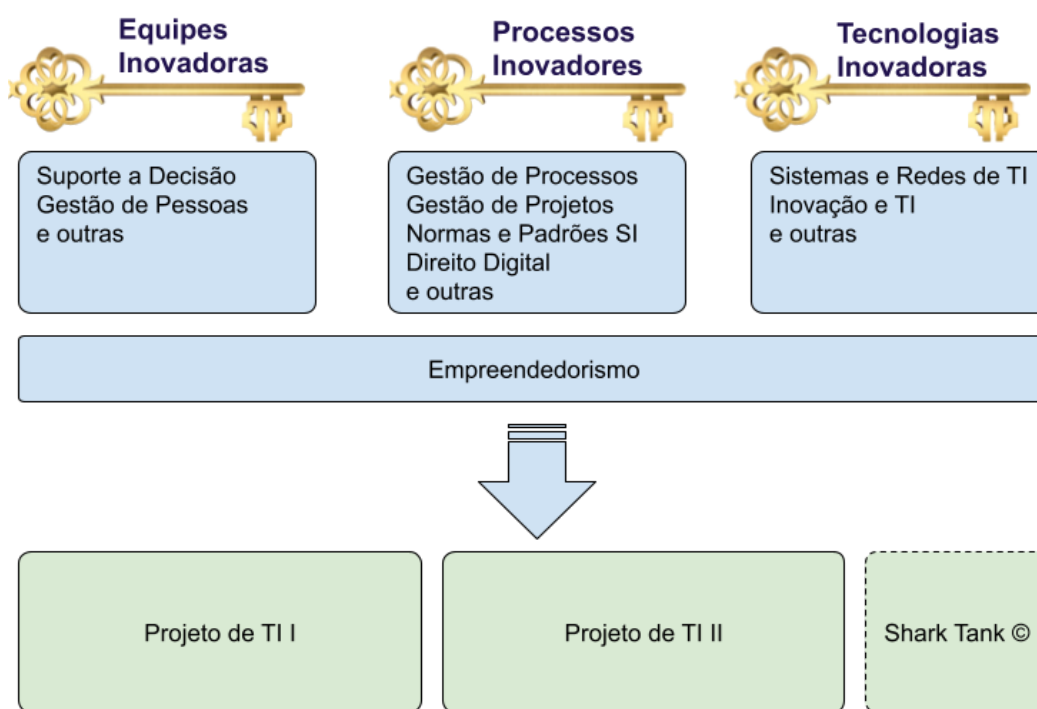 Equipes
Inovadoras
Processos
Inovadores
Tecnologias
Inovadoras
Suporte a Decisão
Gestão de Pessoas
e outras
Gestão de Processos
Gestão de Projetos
Normas e Padrões SI
Direito Digital
e outras
Sistemas e Redes de TI
Inovação e TI
e outras
Empreendedorismo
Projeto de TI I
Projeto de TI II
Shark Tank ©